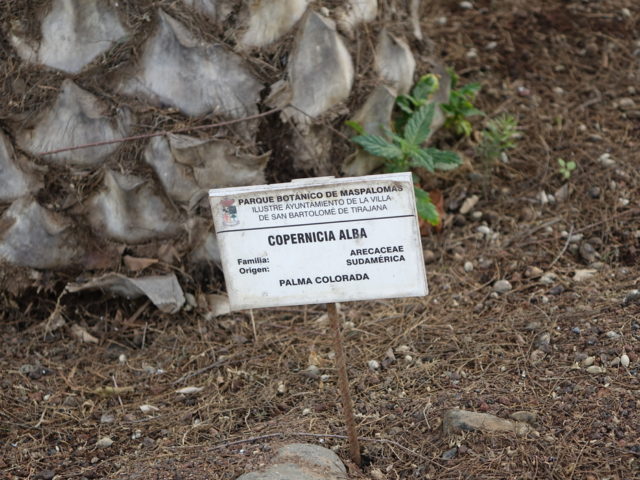 PARQUE BOTÁNICO DE MASPALOMAS
ILUSTRE AYUNTAMIENTO DE LA VILLA
DE SAN BARTOLOMÉ DE TIRAJANA
COPERNICIA ALBA
Familia: ARECACEAE
Origen: SUDAMÉRICA
PALMA COLORADA